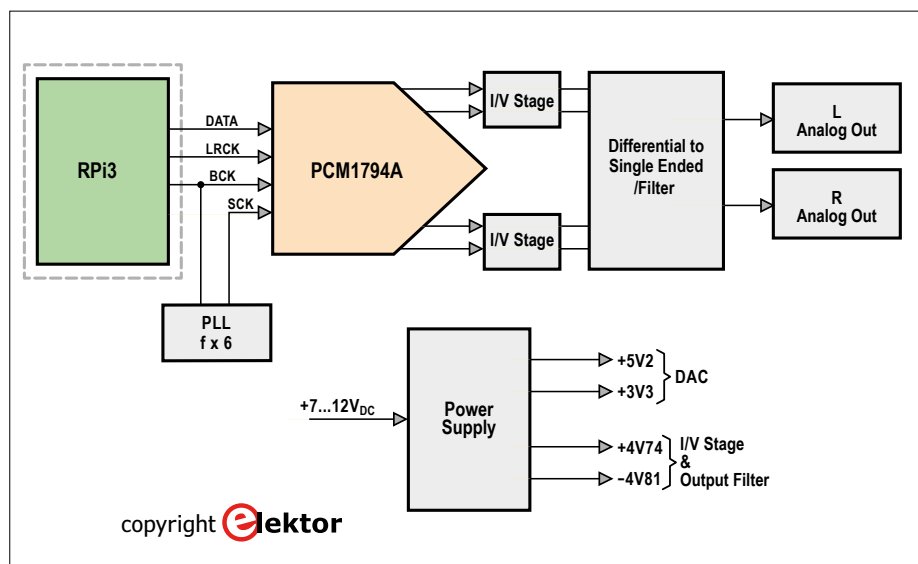 RPi3
DATA
LRCK
BCK
SCK
PCM1794A
I/V Stage
I/V Stage
Differential to
Single Ended
/Filter
L
Analog Out
R
Analog Out
PLL
f x 6
+7...12VDC
Power
Supply
+5V2
+3V3
DAC
+4V74
−4V81
I/V Stage
&
Output Filter
copyright elektor